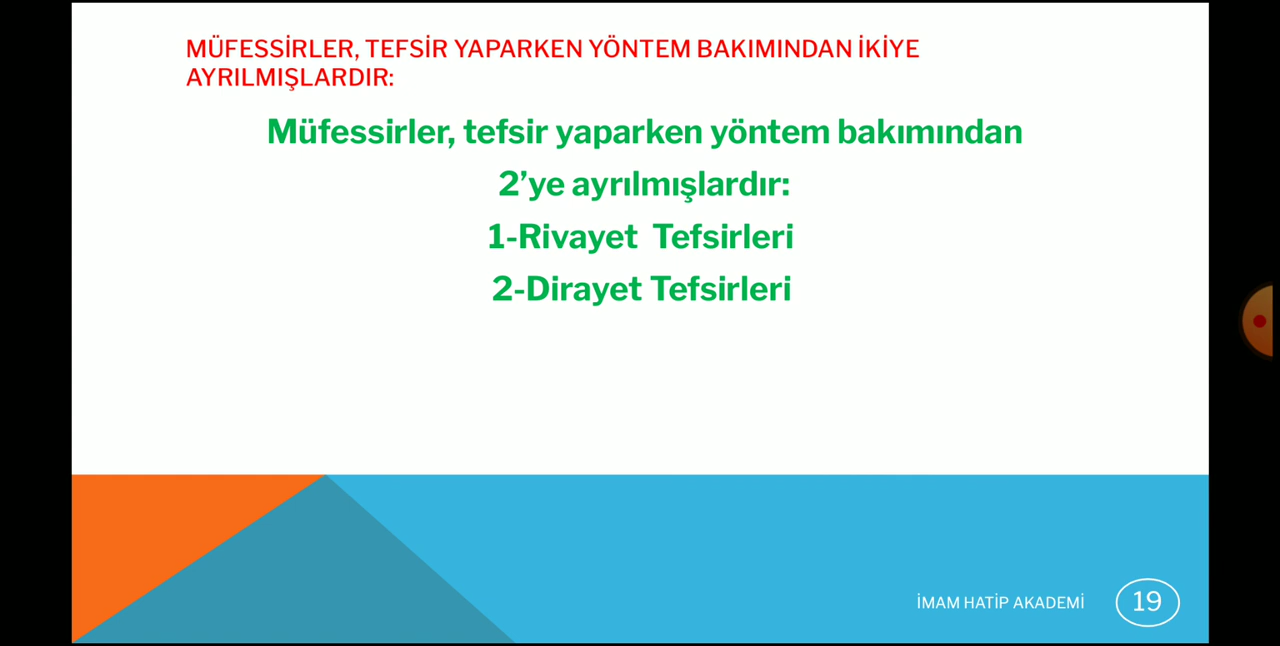 MÜFESSİRLER, TEFSİR YAPARKEN YÖNTEM BAKIMINDAN İKİYE
AYRILMIŞLARDIR:
Müfessirler, tefsir yaparken yöntem bakımından
2’ye ayrılmışlardır:
1-Rivayet  Tefsirleri
2-Dirayet Tefsirleri
İMAM HATİP AKADEMİ
19